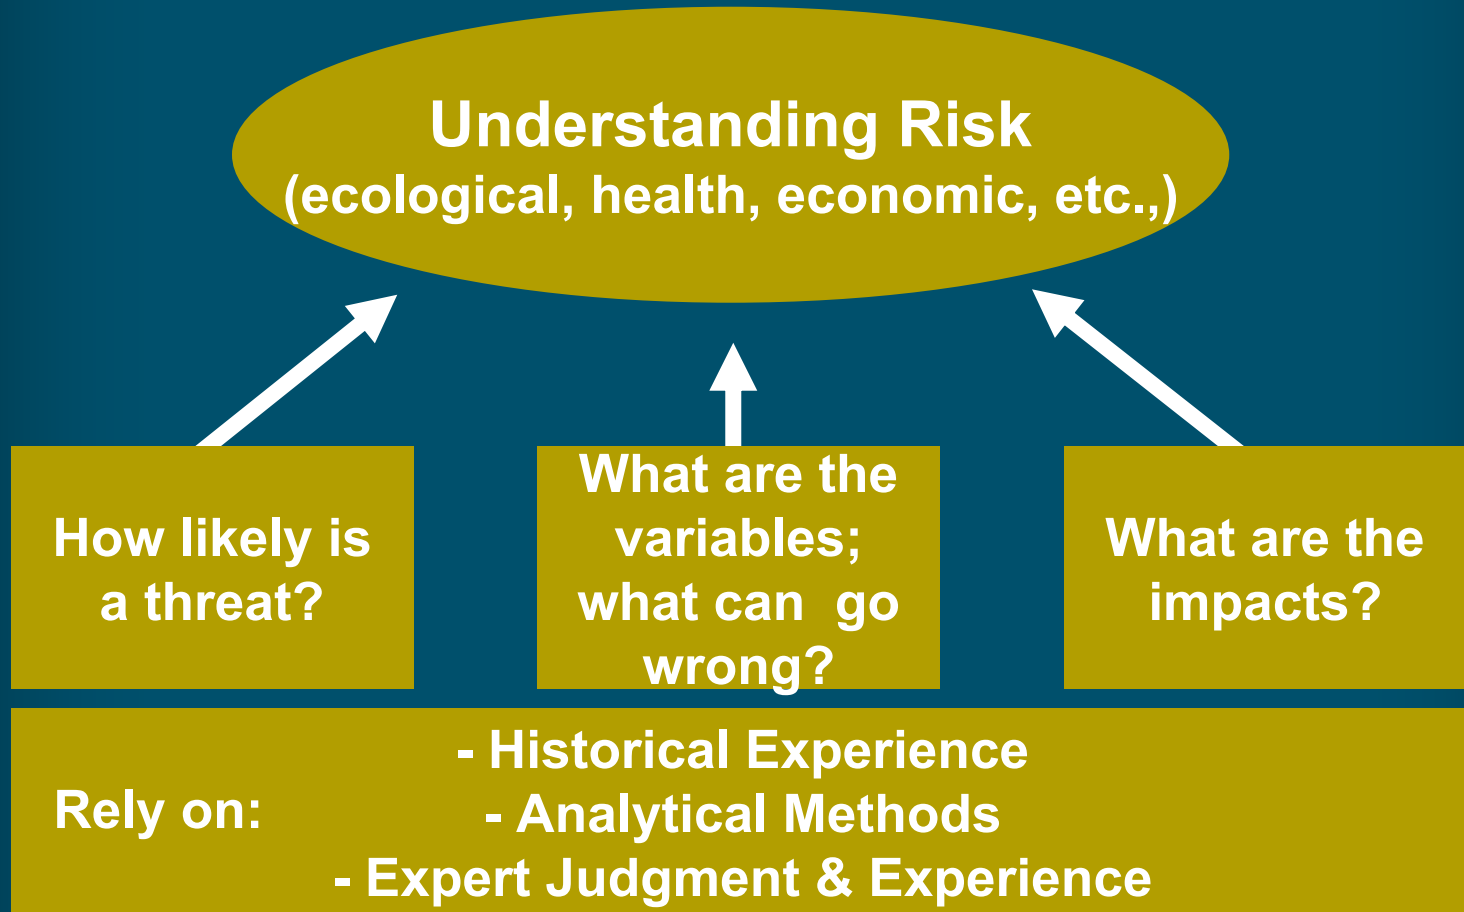 Understanding Risk
(ecological, health, economic, etc.,)
How likely is
a threat?
What are the
variables;
what can  go
wrong?
What are the
impacts?
Rely on:
- Historical Experience
- Analytical Methods
- Expert Judgment & Experience